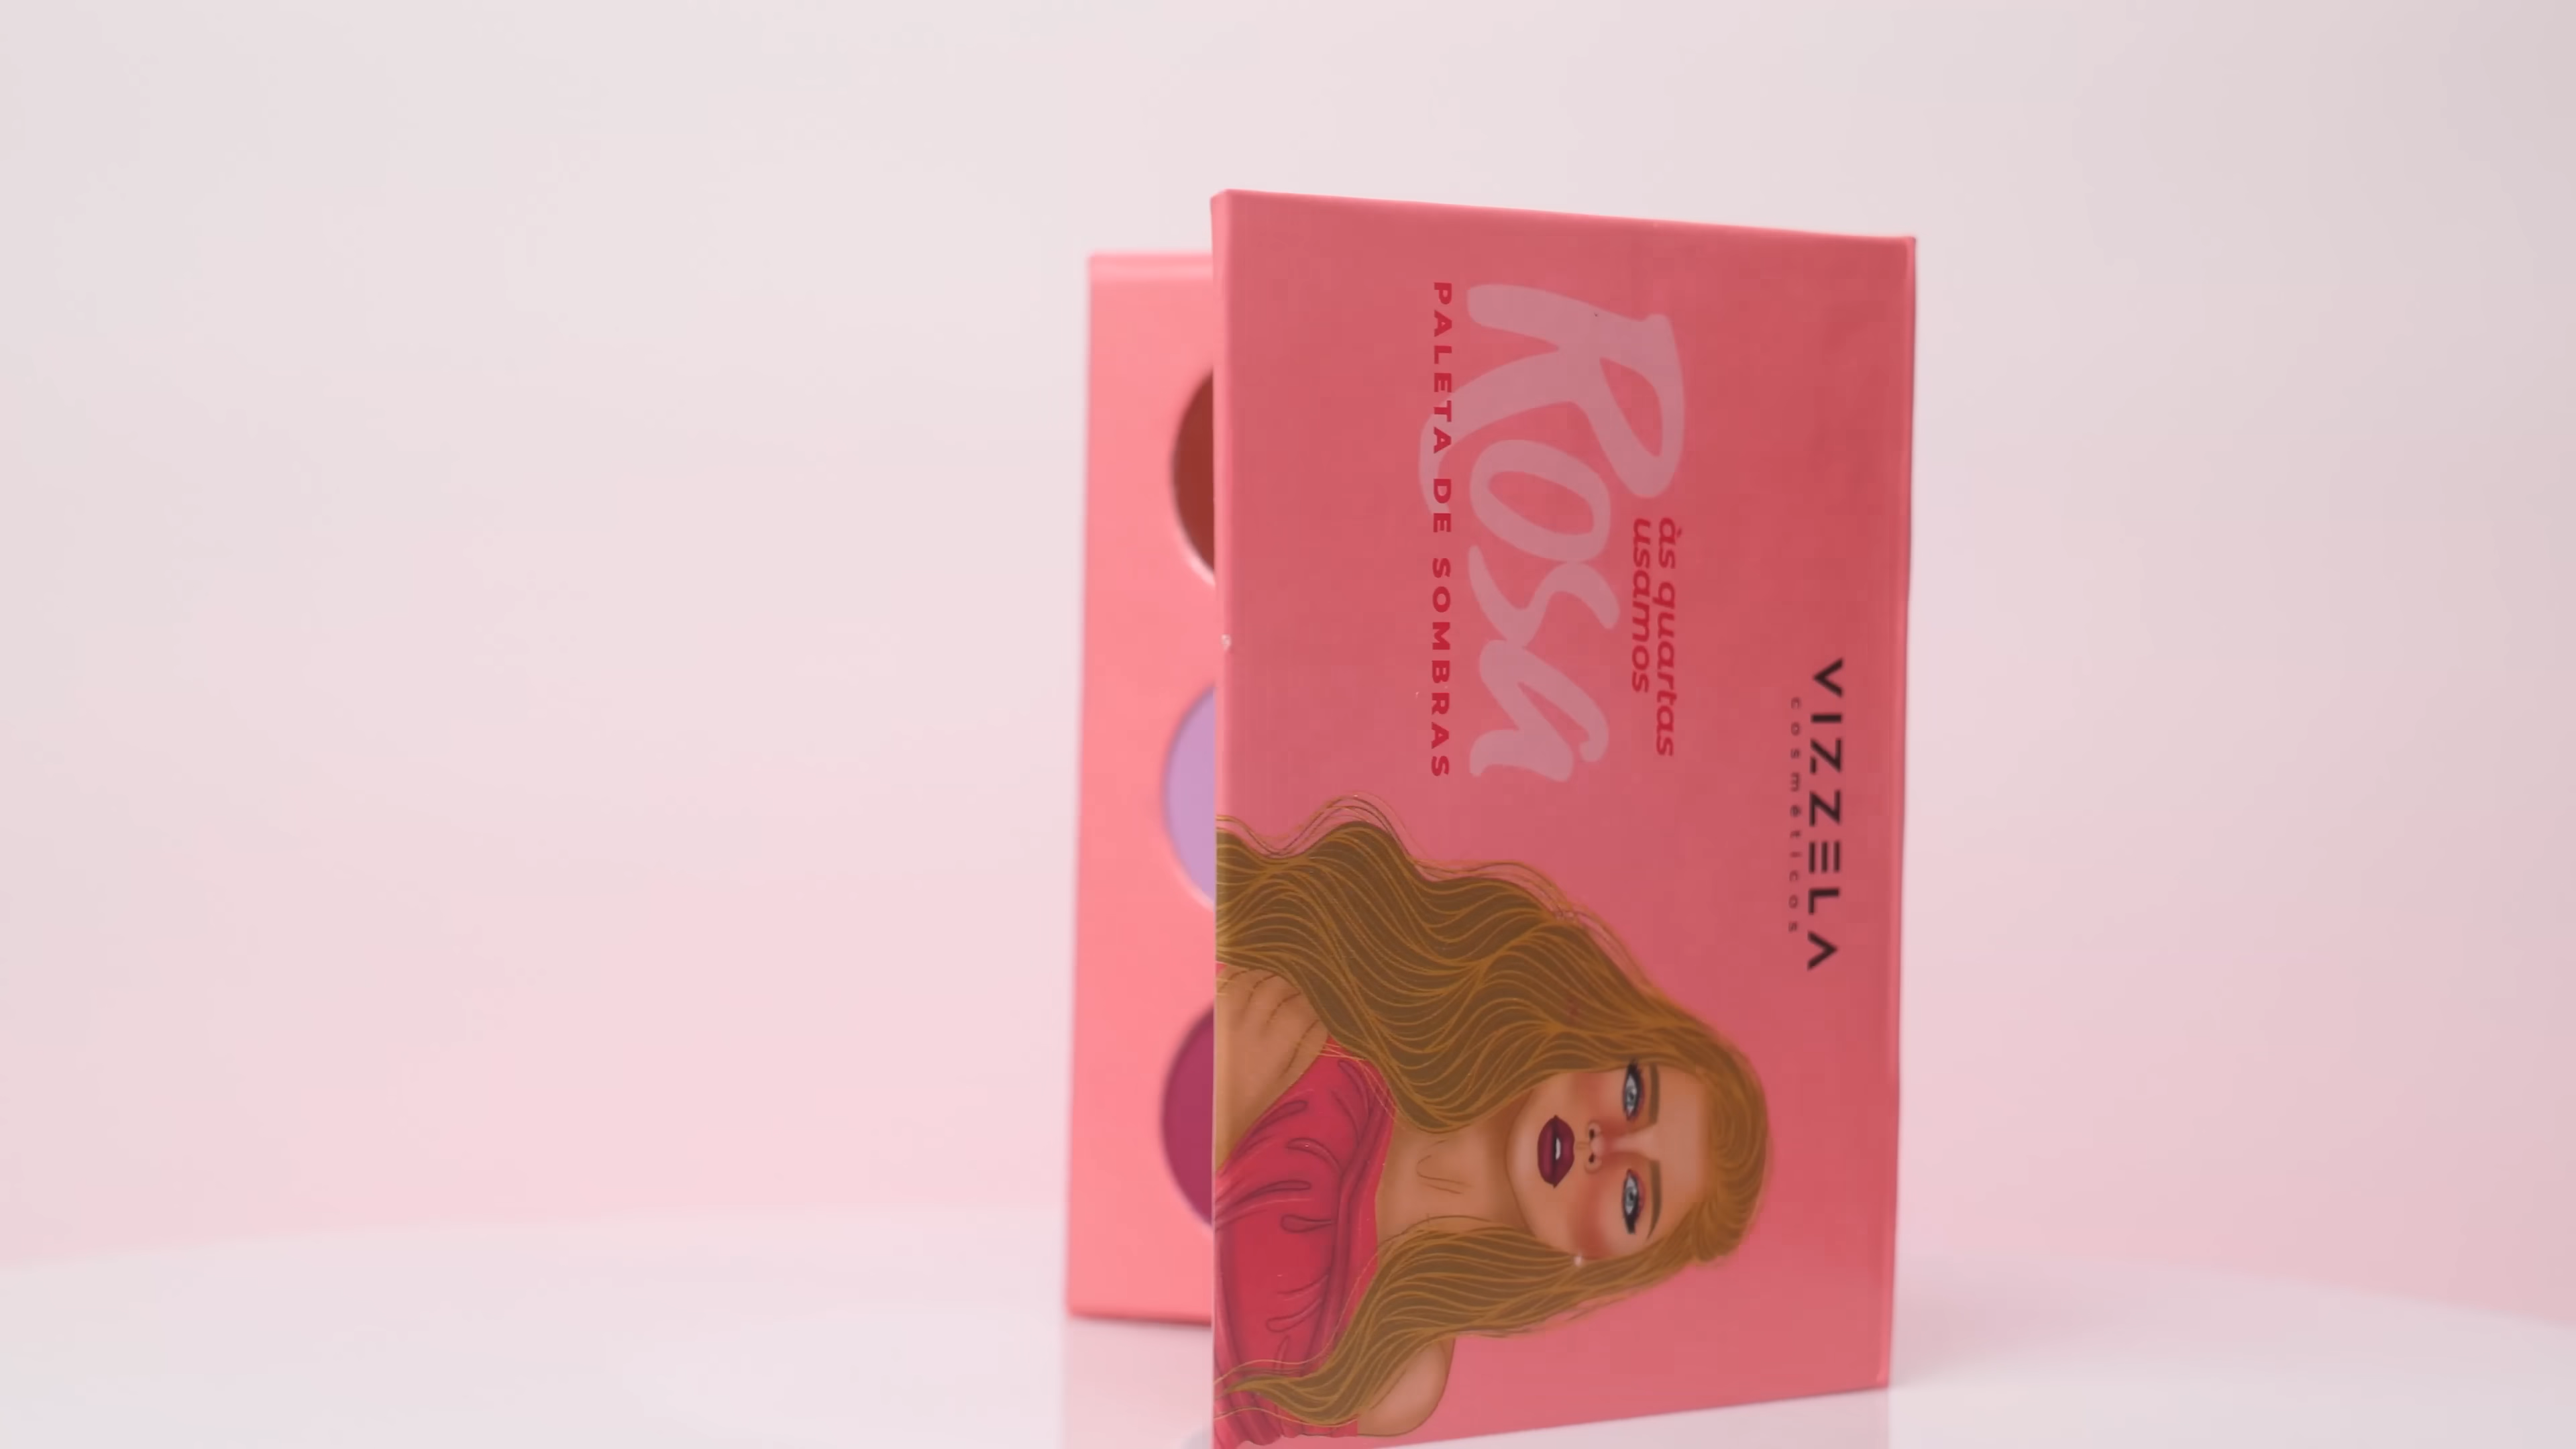 VIZZELA
cosméticos
às quartas
usamos
Rosa
PALETA DE SOMBRAS